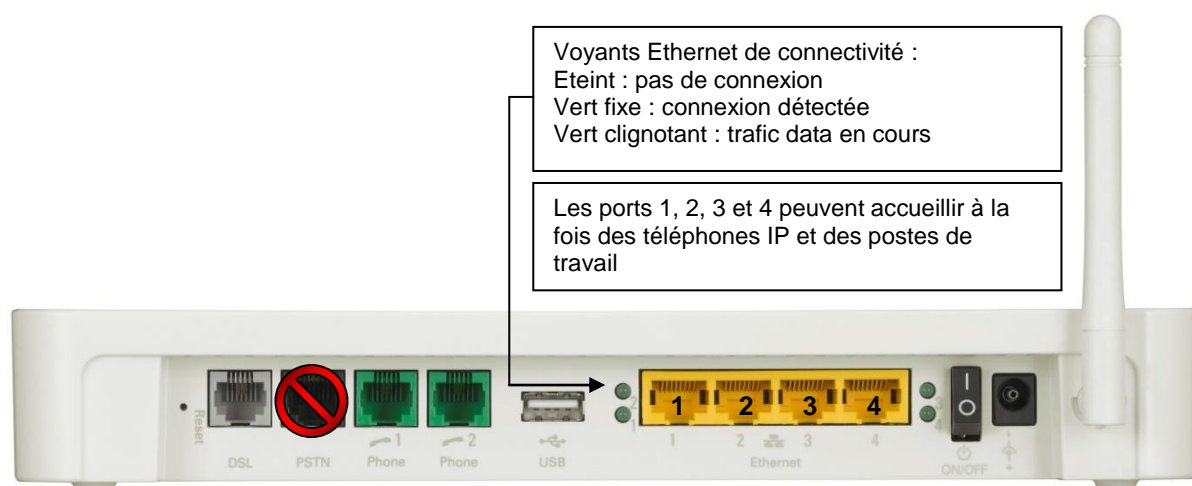 Voyants Ethernet de connectivité :
Eteint : pas de connexion
Vert fixe : connexion détectée
Vert clignotant : trafic data en cours
Les ports 1, 2, 3 et 4 peuvent accueillir à la
fois des téléphones IP et des postes de
travail
1 2 3 4
2
1
3
4
Reset
1 2
1 2 3 4
DSL PSTN Phone Phone USB Ethernet
ON/OFF